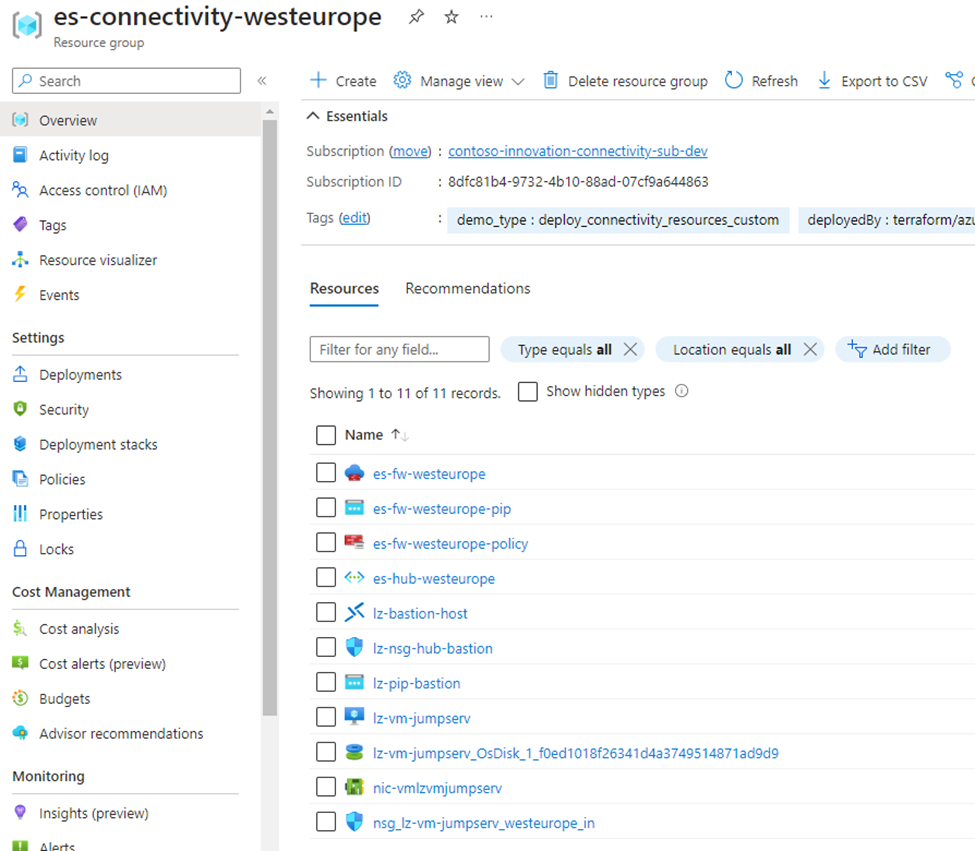 es-connectivity-westeurope
Resource group
Search
Overview
Activity log
Access control (IAM)
Tags
Resource visualizer
Events
Settings
Deployments
Security
Deployment stacks
Policies
Properties
Locks
Cost Management
Cost analysis
Cost alerts (preview)
Budgets
Advisor recommendations
Monitoring
Insights (preview)
Alerts
Create Manage view Delete resource group Refresh Export to CSV
Essentials
Subscription (move) : contoso-innovation-connectivity-sub-dev
Subscription ID : 8dfc81b4-9732-4b10-88ad-07cf9a644863
Tags (edit) : demo_type : deploy_connectivity_resources_custom deployedBy : terraform/azu
Resources Recommendations
Filter for any field... Type equals all Location equals all Add filter
Showing 1 to 11 of 11 records. Show hidden types
Name
es-fw-westeurope
es-fw-westeurope-pip
es-fw-westeurope-policy
es-hub-westeurope
lz-bastion-host
lz-nsg-hub-bastion
lz-pip-bastion
lz-vm-jumpserv
lz-vm-jumpserv_OsDisk_1_f0ed1018f26341d4a3749514871ad9d9
nic-vmlzvmjumpserv
nsg_lz-vm-jumpserv_westeurope_in